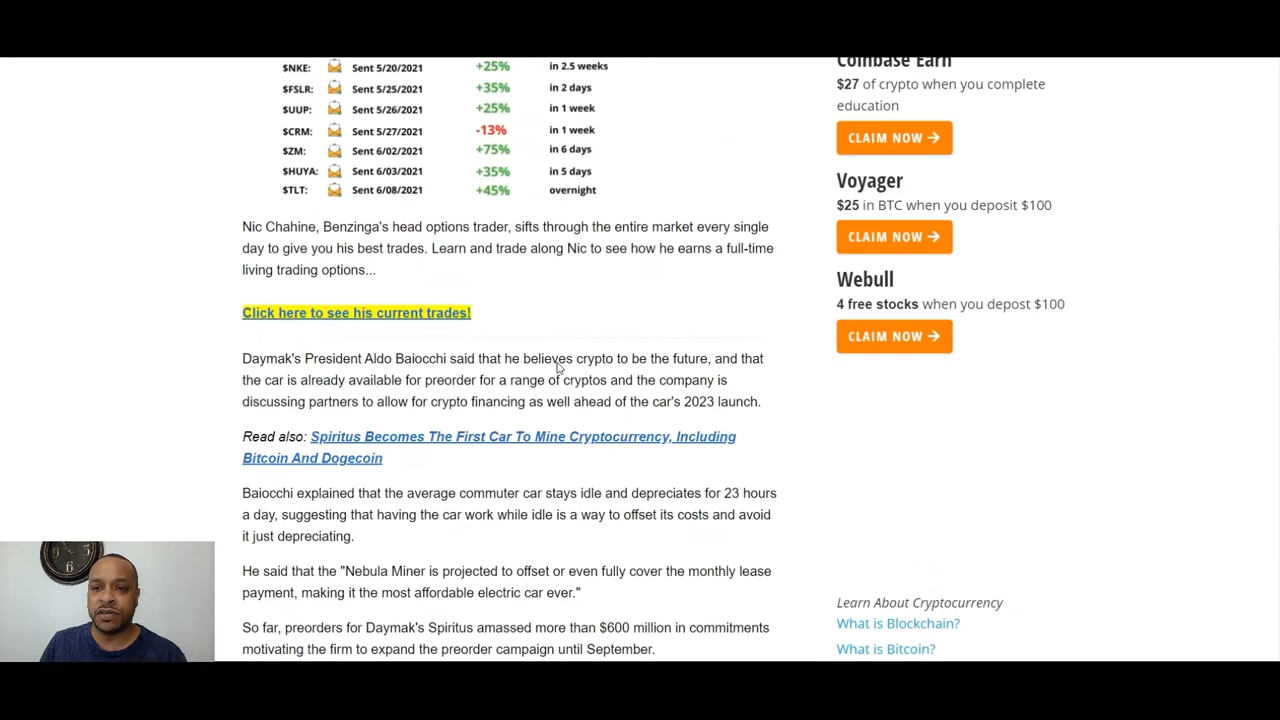 $NKE: Sent 5/20/2021 +25% in 2.5 weeks
$FSLR: Sent 5/25/2021 +35% in 2 days
$UUP: Sent 5/26/2021 +25% in 1 week
$CRM: Sent 5/27/2021 -13% in 1 week
$ZM: Sent 6/02/2021 +75% in 6 days
$HUYA: Sent 6/03/2021 +35% in 5 days
$TLT: Sent 6/08/2021 +45% overnight
Nic Chahine, Benzinga's head options trader, sifts through the entire market every single
day to give you his best trades. Learn and trade along Nic to see how he earns a full-time
living trading options...
Click here to see his current trades!
Daymak's President Aldo Baiocchi said that he believes crypto to be the future, and that
the car is already available for preorder for a range of cryptos and the company is
discussing partners to allow for crypto financing as well ahead of the car's 2023 launch.
Read also: Spiritus Becomes The First Car To Mine Cryptocurrency, Including
Bitcoin And Dogecoin
Baiocchi explained that the average commuter car stays idle and depreciates for 23 hours
a day, suggesting that having the car work while idle is a way to offset its costs and avoid
it just depreciating.
He said that the "Nebula Miner is projected to offset or even fully cover the monthly lease
payment, making it the most affordable electric car ever."
So far, preorders for Daymak's Spiritus amassed more than $600 million in commitments
motivating the firm to expand the preorder campaign until September.
Coinbase Earn
$27 of crypto when you complete
education
CLAIM NOW →
Voyager
$25 in BTC when you deposit $100
CLAIM NOW →
Webull
4 free stocks when you depost $100
CLAIM NOW →
Learn About Cryptocurrency
What is Blockchain?
What is Bitcoin?